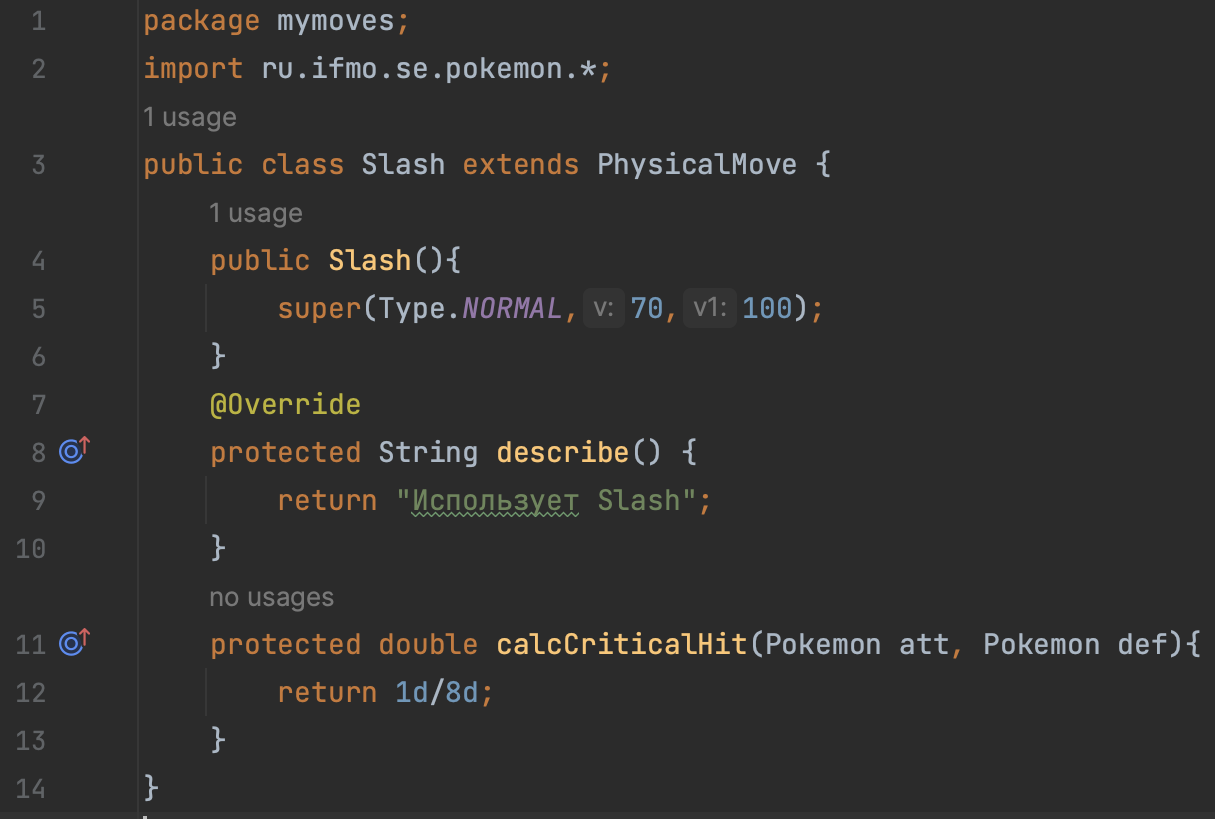 1 package mymoves;
2 import ru.ifmo.se.pokemon.*;
1 usage
3 public class Slash extends PhysicalMove {
1 usage
4 public Slash(){
5 super(Type.NORMAL, v: 70, v1: 100);
6 }
7 @Override
8 protected String describe() {
9 return "Использует Slash";
10 }
no usages
11 protected double calcCriticalHit(Pokemon att, Pokemon def){
12 return 1d/8d;
13 }
14 }